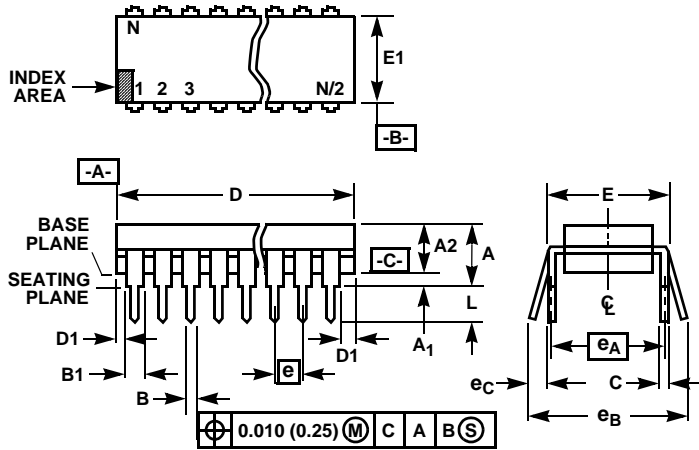 N
E1
INDEX
AREA
1 2 3 N/2
-B-
-A-
D
E
BASE
PLANE
A2
A
-C-
SEATING
PLANE
L
D1
A1
D1
B1
e
eA
B
eC
C
eB
0.010 (0.25) M C A B S
CL